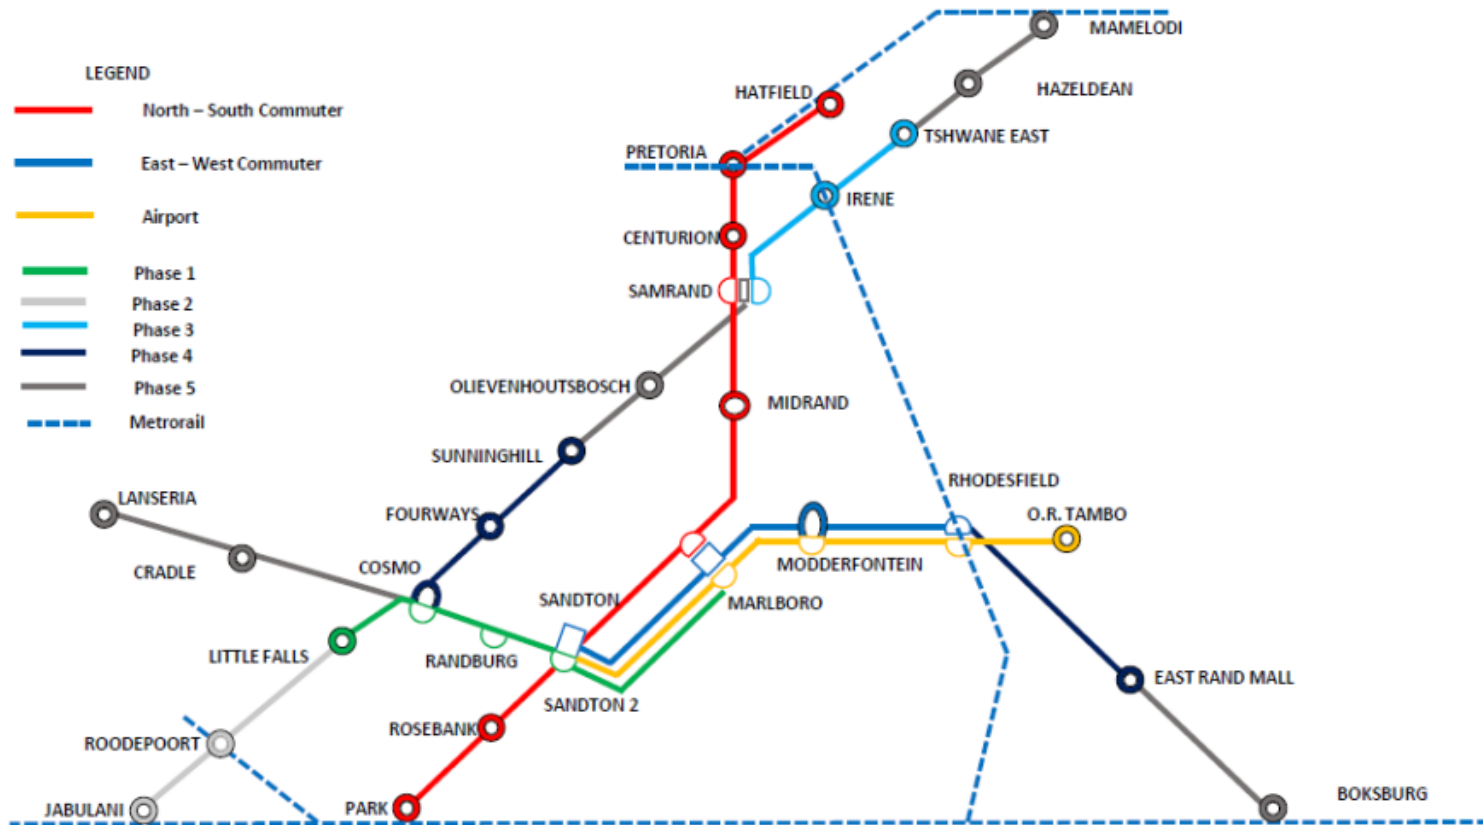 LEGEND
North – South Commuter
East – West Commuter
Airport
Phase 1
Phase 2
Phase 3
Phase 4
Phase 5
Metrorail
MAMELODI
HAZELDEAN
HATFIELD
TSHWANE EAST
PRETORIA
IRENE
CENTURION
SAMRAND
OLIEVENHOUTSBOSCH
MIDRAND
SUNNINGHILL
RHODESFIELD
LANSERIA
FOURWAYS
O.R. TAMBO
CRADLE
COSMO
MODDERFONTEIN
SANDTON
MARLBORO
LITTLE FALLS
RANDBURG
EAST RAND MALL
SANDTON 2
ROSEBANK
ROODEPOORT
JABULANI
PARK
BOKSBURG